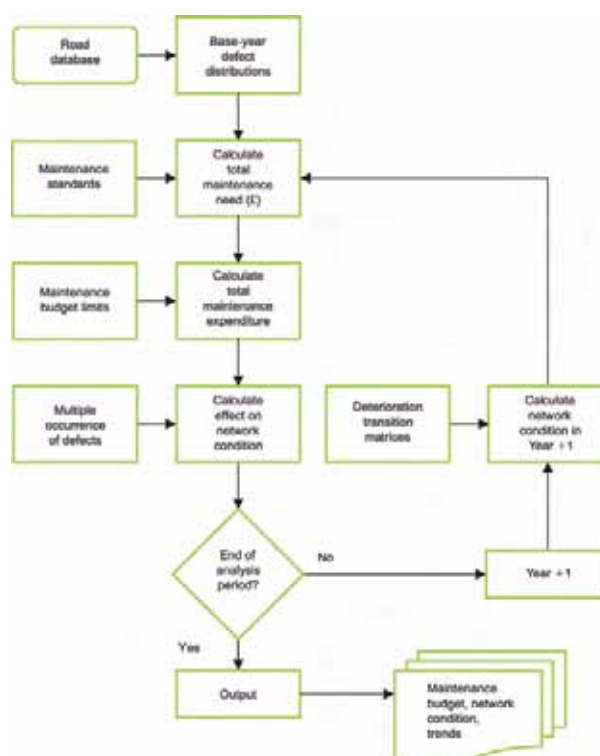 Road
database
Base-year
defect
distributions
Maintenance
standards
Calculate
total
maintenance
need (£)
Maintenance
budget limits
Calculate
total
maintenance
expenditure
Multiple
occurrence
of defects
Calculate
effect on
network
condition
Deterioration
transition
matrices
Calculate
network
condition in
Year +1
End of
analysis
period?
No
Year +1
Yes
Output
Maintenance
budget, network
condition,
trends